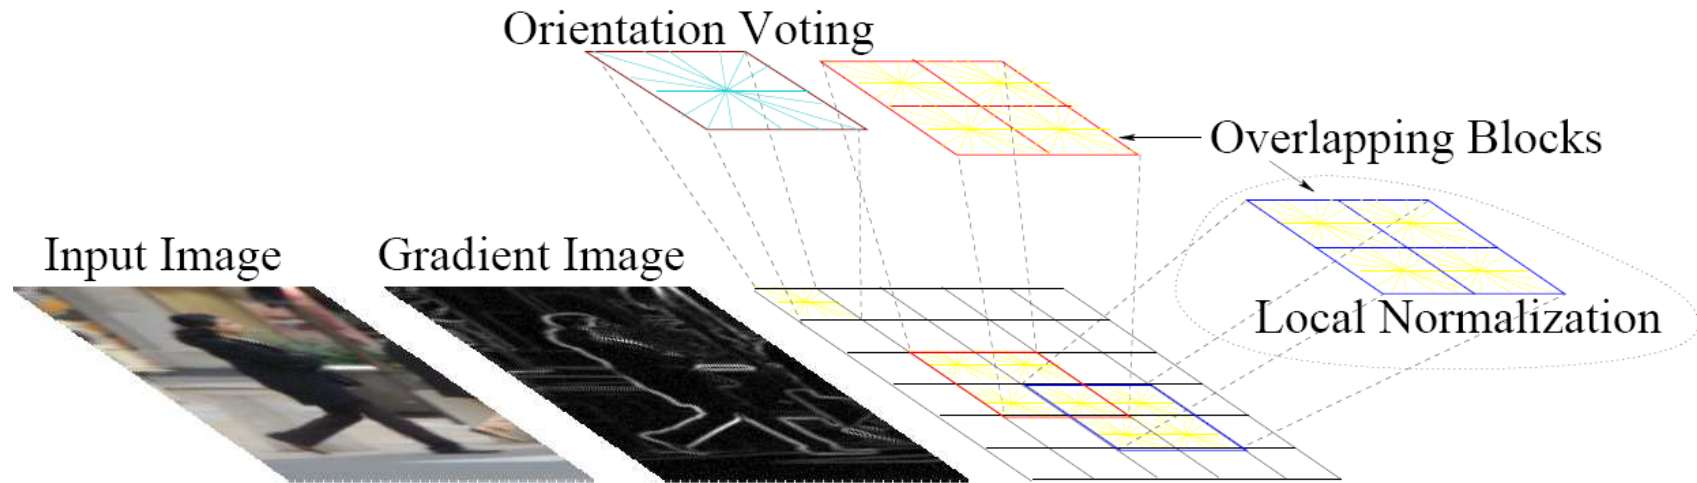 Orientation Voting
Overlapping Blocks
Input Image
Gradient Image
Local Normalization